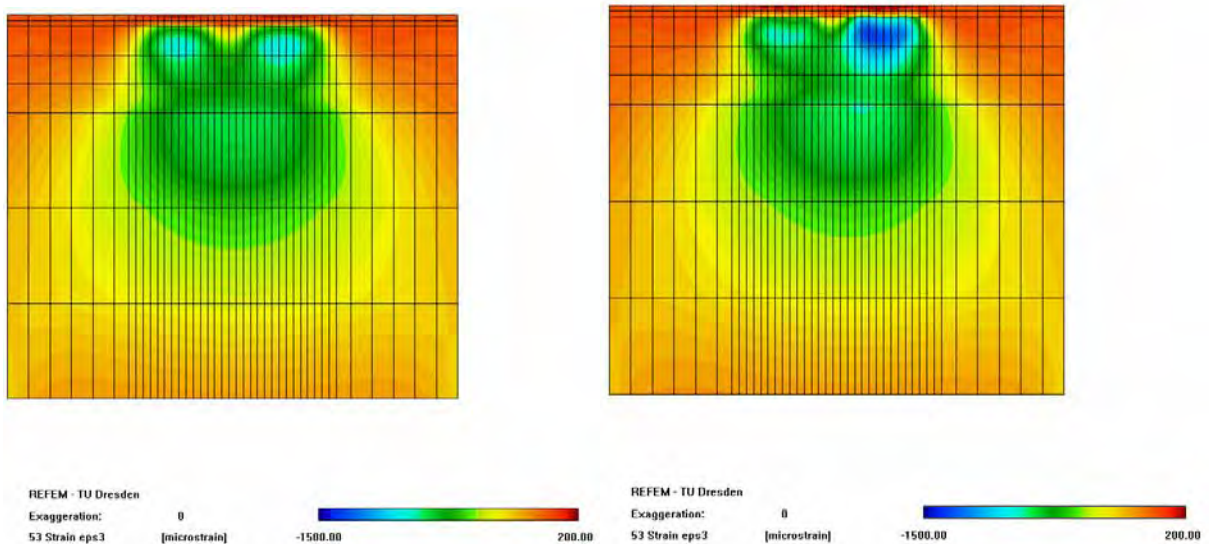 REFEM - TU Dresden
Exaggeration: 0
53 Strain eps3 [microstrain] -1500.00 200.00
REFEM - TU Dresden
Exaggeration: 0
53 Strain eps3 [microstrain] -1500.00 200.00